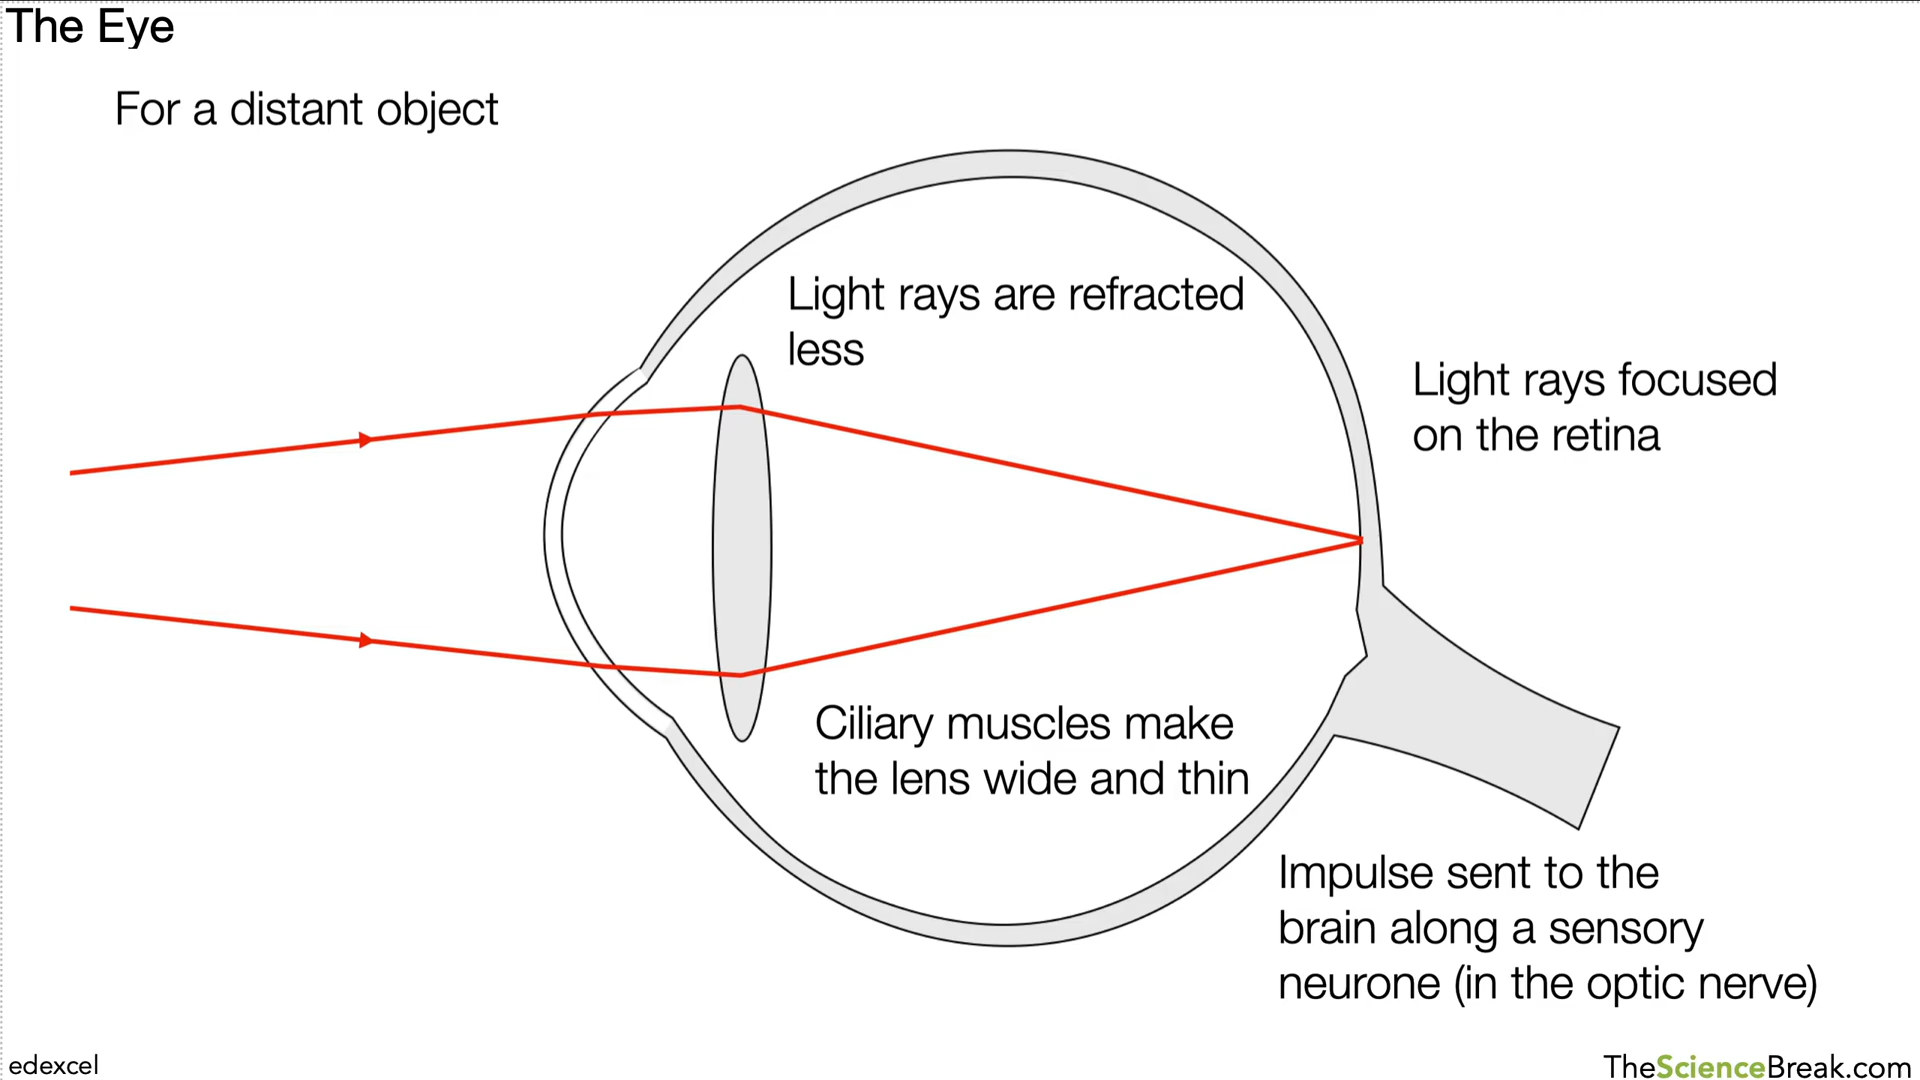 The Eye
For a distant object
Light rays are refracted
less
Light rays focused
on the retina
Ciliary muscles make
the lens wide and thin
Impulse sent to the
brain along a sensory
neurone (in the optic nerve)
edexcel
TheScienceBreak.com